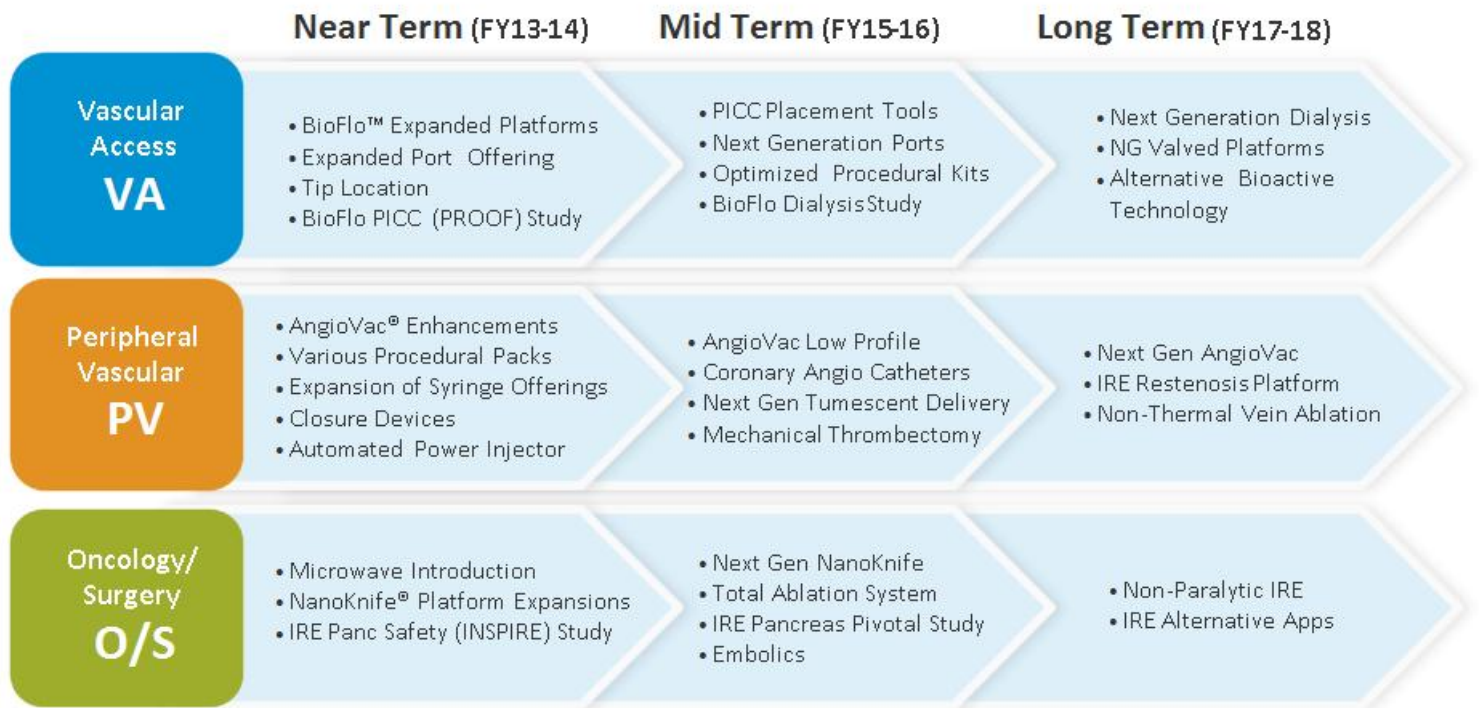 Near Term (FY13-14)
Mid Term (FY15-16)
Long Term (FY17-18)
Vascular
Access
VA
• BioFlo™ Expanded Platforms
• Expanded Port Offering
• Tip Location
• BioFlo PICC (PROOF) Study
• PICC Placement Tools
• Next Generation Ports
• Optimized Procedural Kits
• BioFlo Dialysis Study
• Next Generation Dialysis
• NG Valved Platforms
• Alternative Bioactive
Technology
Peripheral
Vascular
PV
• AngioVac® Enhancements
• Various Procedural Packs
• Expansion of Syringe Offerings
• Closure Devices
• Automated Power Injector
• AngioVac Low Profile
• Coronary Angio Catheters
• Next Gen Tumescent Delivery
• Mechanical Thrombectomy
• Next Gen AngioVac
• IRE Restenosis Platform
• Non-Thermal Vein Ablation
Oncology/
Surgery
O/S
• Microwave Introduction
• NanoKnife® Platform Expansions
• IRE Panc Safety (INSPIRE) Study
• Next Gen NanoKnife
• Total Ablation System
• IRE Pancreas Pivotal Study
• Embolics
• Non-Paralytic IRE
• IRE Alternative Apps